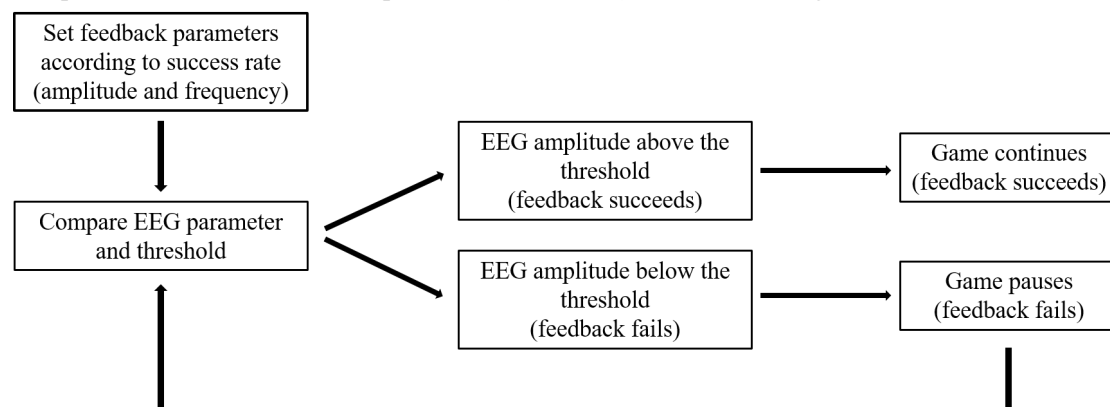 Set feedback parameters
according to success rate
(amplitude and frequency)
EEG amplitude above the
threshold
(feedback succeeds)
Game continues
(feedback succeeds)
Compare EEG parameter
and threshold
EEG amplitude below the
threshold
(feedback fails)
Game pauses
(feedback fails)